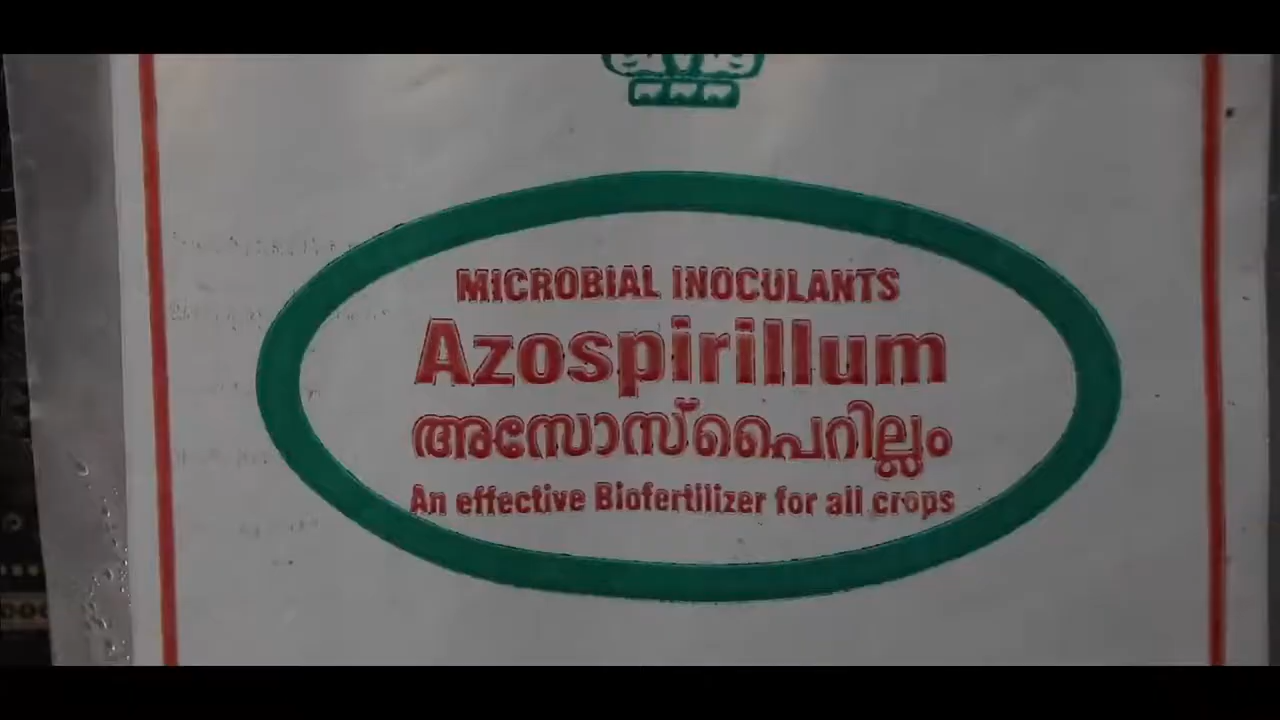 MICROBIAL INOCULANTS
Azospirillum
അസോസ്പൈറില്ലം
An effective Biofertilizer for all crops